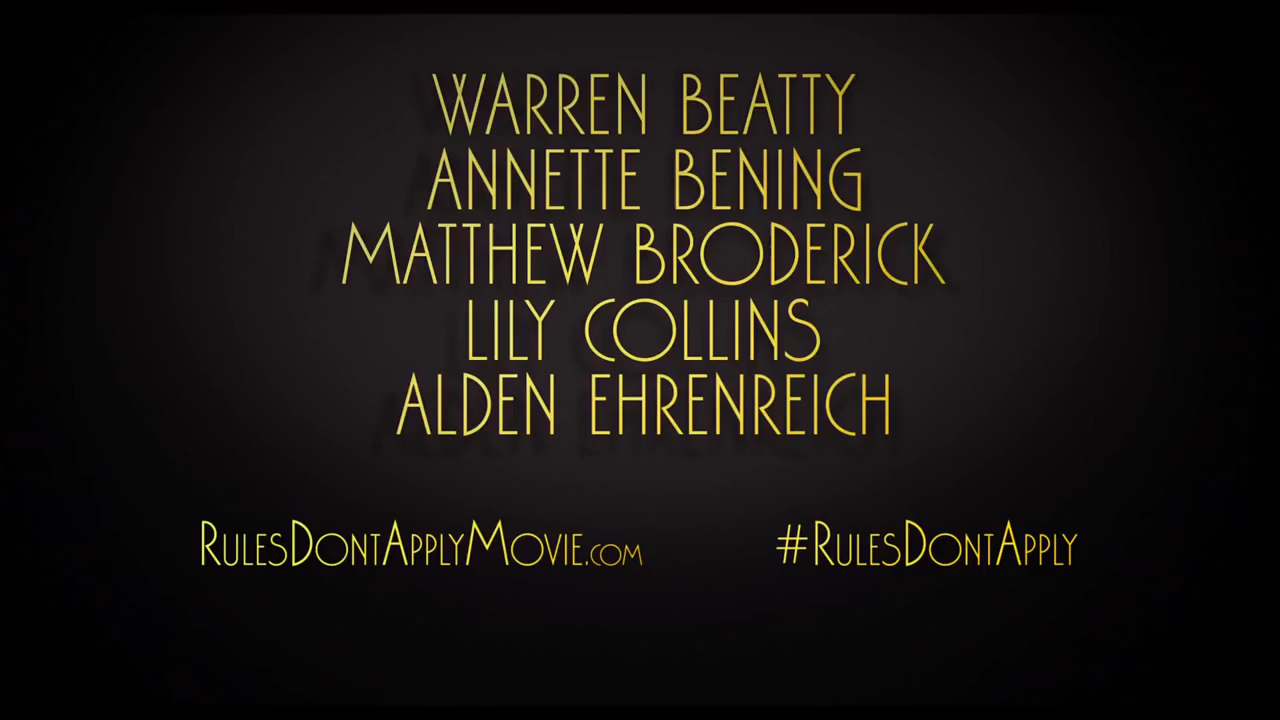 WARREN BEATTY
ANNETTE BENING
MATTHEW BRODERICK
LILY COLLINS
ALDEN EHRENREICH
RULESDONTAPPLYMOVIE.COM #RULESDONTAPPLY